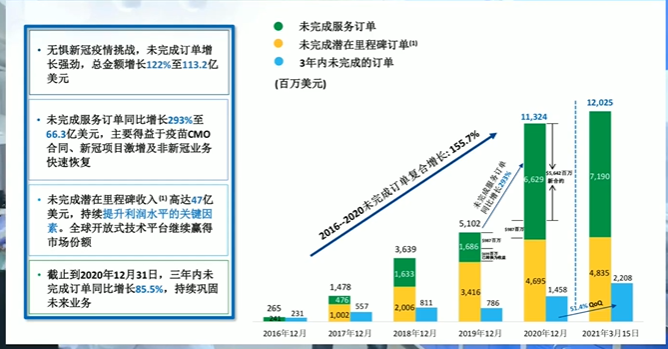 无惧新冠疫情挑战，未完成订单增
长强劲，总金额增长122%至113.2亿
美元
未完成服务订单同比增长293%至
66.3亿美元，主要得益于疫苗CMO
合同、新冠项目激增及非新冠业务
快速恢复
未完成潜在里程碑收入(1)高达47亿
美元，持续提升利润水平的关键因
素。全球开放式技术平台继续赢得
市场份额
截止到2020年12月31日，三年内未
完成订单同比增长85.5%，持续巩固
未来业务
未完成服务订单
未完成潜在里程碑订单(1)
3年内未完成的订单
(百万美元)
2016--2020未完成订单复合增长: 155.7%
未完成服务订单
同比增长293%
265
241
231
1,478
476
1,002
557
3,639
1,633
2,006
811
5,102
1,686
3,416
786
11,324
6,629
4,695
1,458
12,025
7,190
4,835
2,208
$5,642百万
新合约
51.4% QoQ
2016年12月
2017年12月
2018年12月
2019年12月
2020年12月
2021年3月15日